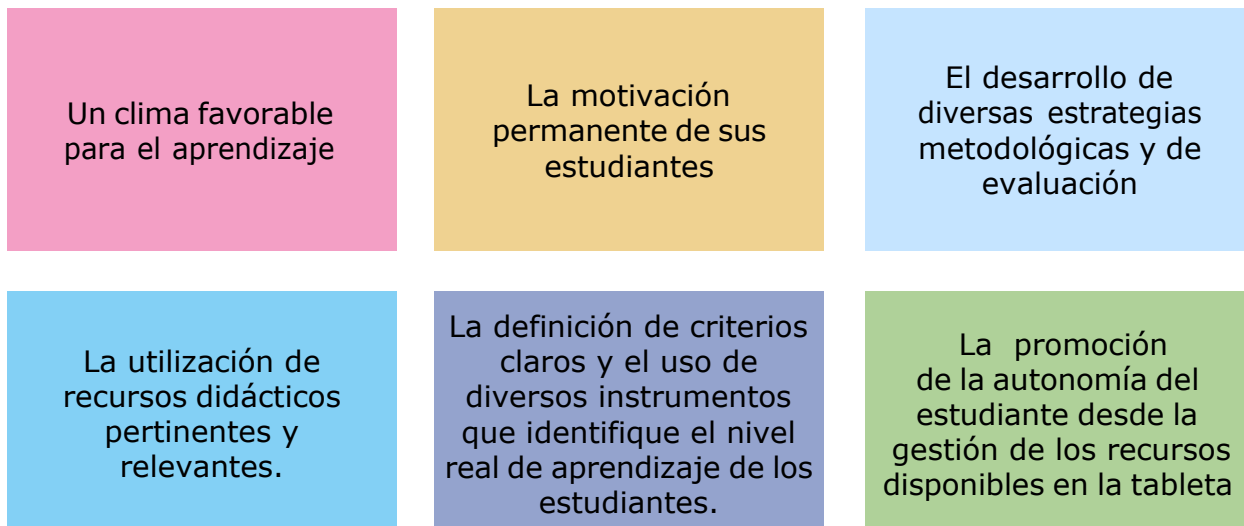 Un clima favorable
para el aprendizaje
La motivación
permanente de sus
estudiantes
El desarrollo de
diversas estrategias
metodológicas y de
evaluación
La utilización de
recursos didácticos
pertinentes y
relevantes.
La definición de criterios
claros y el uso de
diversos instrumentos
que identifique el nivel
real de aprendizaje de los
estudiantes.
La promoción
de la autonomía del
estudiante desde la
gestión de los recursos
disponibles en la tableta